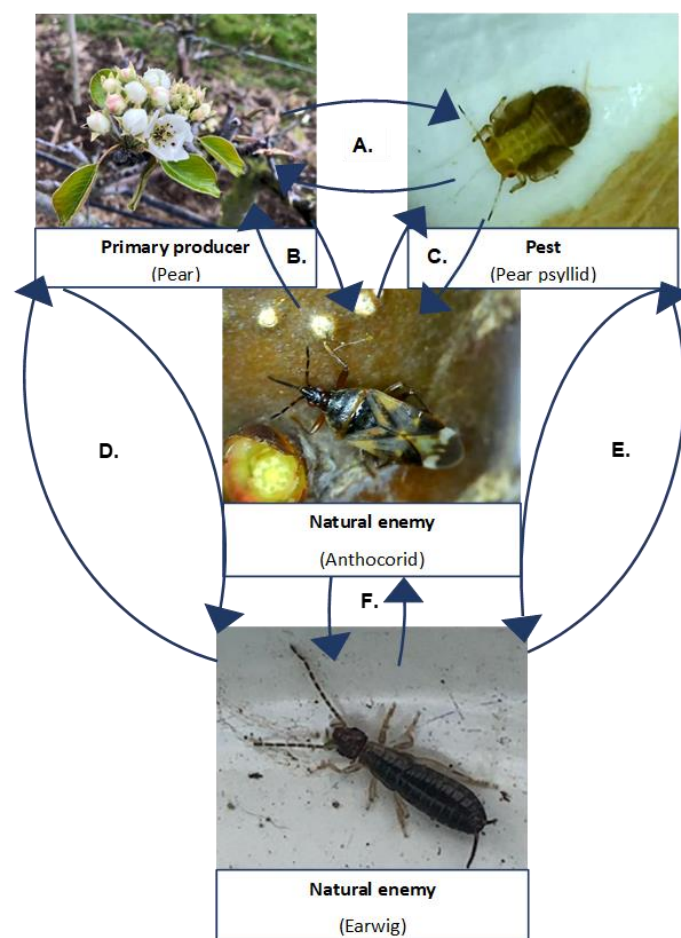 A.
Primary producer
(Pear)
B.
C.
Pest
(Pear psyllid)
D.
E.
Natural enemy
(Anthocorid)
F.
Natural enemy
(Earwig)